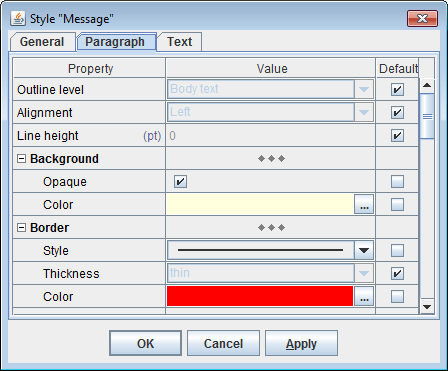 Style "Message"
General Paragraph Text
Property Value Default
Outline level Body text
Alignment Left
Line height (pt) 0
Background
Opaque
Color ...
Border
Style
Thickness thin
Color ...
OK Cancel Apply